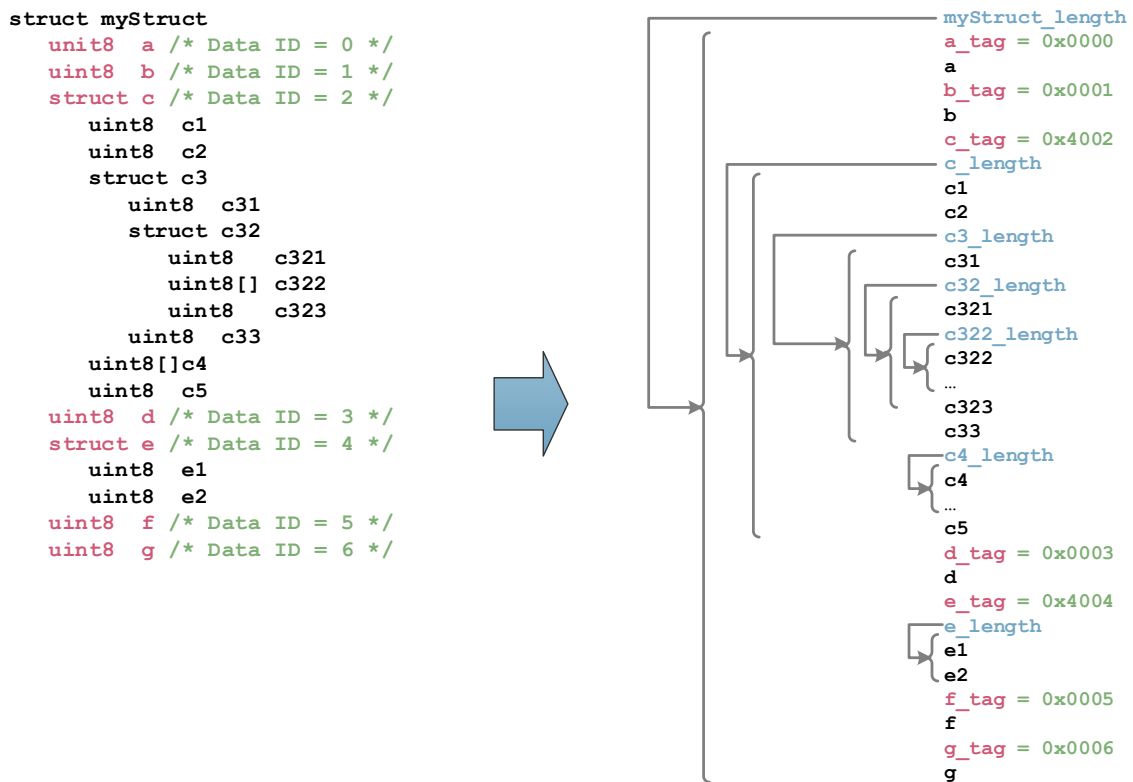 struct myStruct
unit8 a /* Data ID = 0 */
uint8 b /* Data ID = 1 */
struct c /* Data ID = 2 */
uint8 c1
uint8 c2
struct c3
uint8 c31
struct c32
uint8 c321
uint8[] c322
uint8 c323
uint8 c33
uint8[]c4
uint8 c5
uint8 d /* Data ID = 3 */
struct e /* Data ID = 4 */
uint8 e1
uint8 e2
uint8 f /* Data ID = 5 */
uint8 g /* Data ID = 6 */
myStruct_length
a_tag = 0x0000
a
b_tag = 0x0001
b
c_tag = 0x4002
c_length
c1
c2
c3_length
c31
c32_length
c321
c322_length
c322
…
c323
c33
c4_length
c4
…
c5
d_tag = 0x0003
d
e_tag = 0x4004
e_length
e1
e2
f_tag = 0x0005
f
g_tag = 0x0006
g